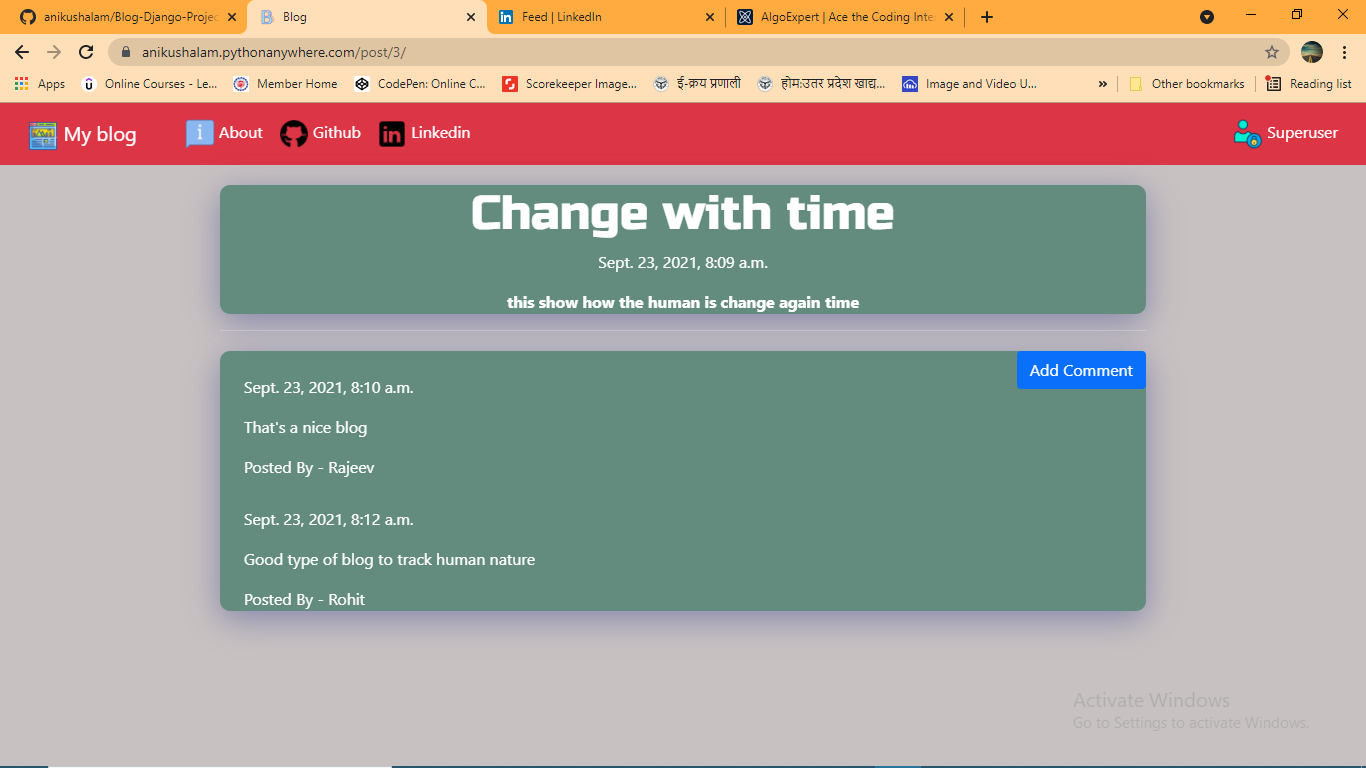 anikushalam/Blog-Django-Projec
Blog
Feed | LinkedIn
AlgoExpert | Ace the Coding Inte
anikushalam.pythonanywhere.com/post/3/
Apps
Online Courses - Le...
Member Home
CodePen: Online C...
Scorekeeper Image...
ई-क्रय प्रणाली
होम:उतर प्रदेश खाद्य...
Image and Video U...
Other bookmarks
Reading list
My blog
About
Github
Linkedin
Superuser
Change with time
Sept. 23, 2021, 8:09 a.m.
this show how the human is change again time
Add Comment
Sept. 23, 2021, 8:10 a.m.
That's a nice blog
Posted By - Rajeev
Sept. 23, 2021, 8:12 a.m.
Good type of blog to track human nature
Posted By - Rohit
Activate Windows
Go to Settings to activate Windows.